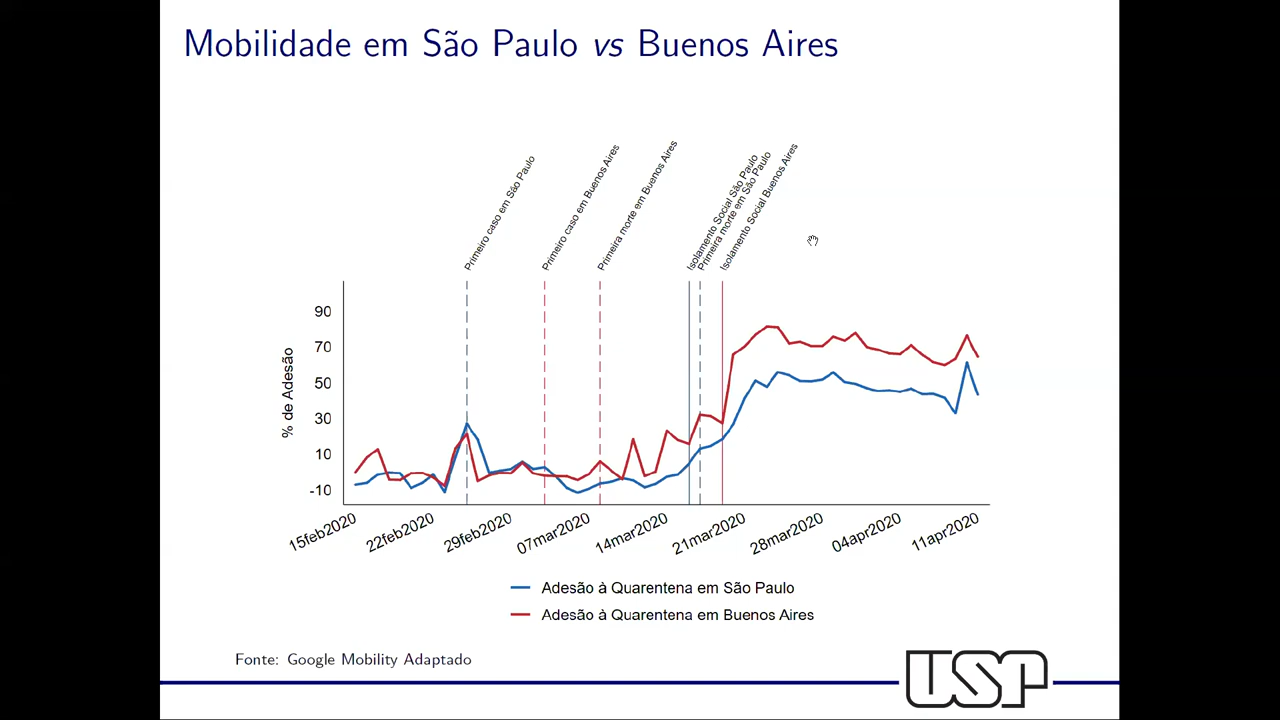 Mobilidade em São Paulo vs Buenos Aires
Primeiro caso em São Paulo
Primeiro caso em Buenos Aires
Primeira morte em Buenos Aires
Isolamento Social São Paulo
Primeira morte em São Paulo
Isolamento Social Buenos Aires
% de Adesão
90
70
50
30
10
-10
15feb2020
22feb2020
29feb2020
07mar2020
14mar2020
21mar2020
28mar2020
04apr2020
11apr2020
Adesão à Quarentena em São Paulo
Adesão à Quarentena em Buenos Aires
Fonte: Google Mobility Adaptado
USP